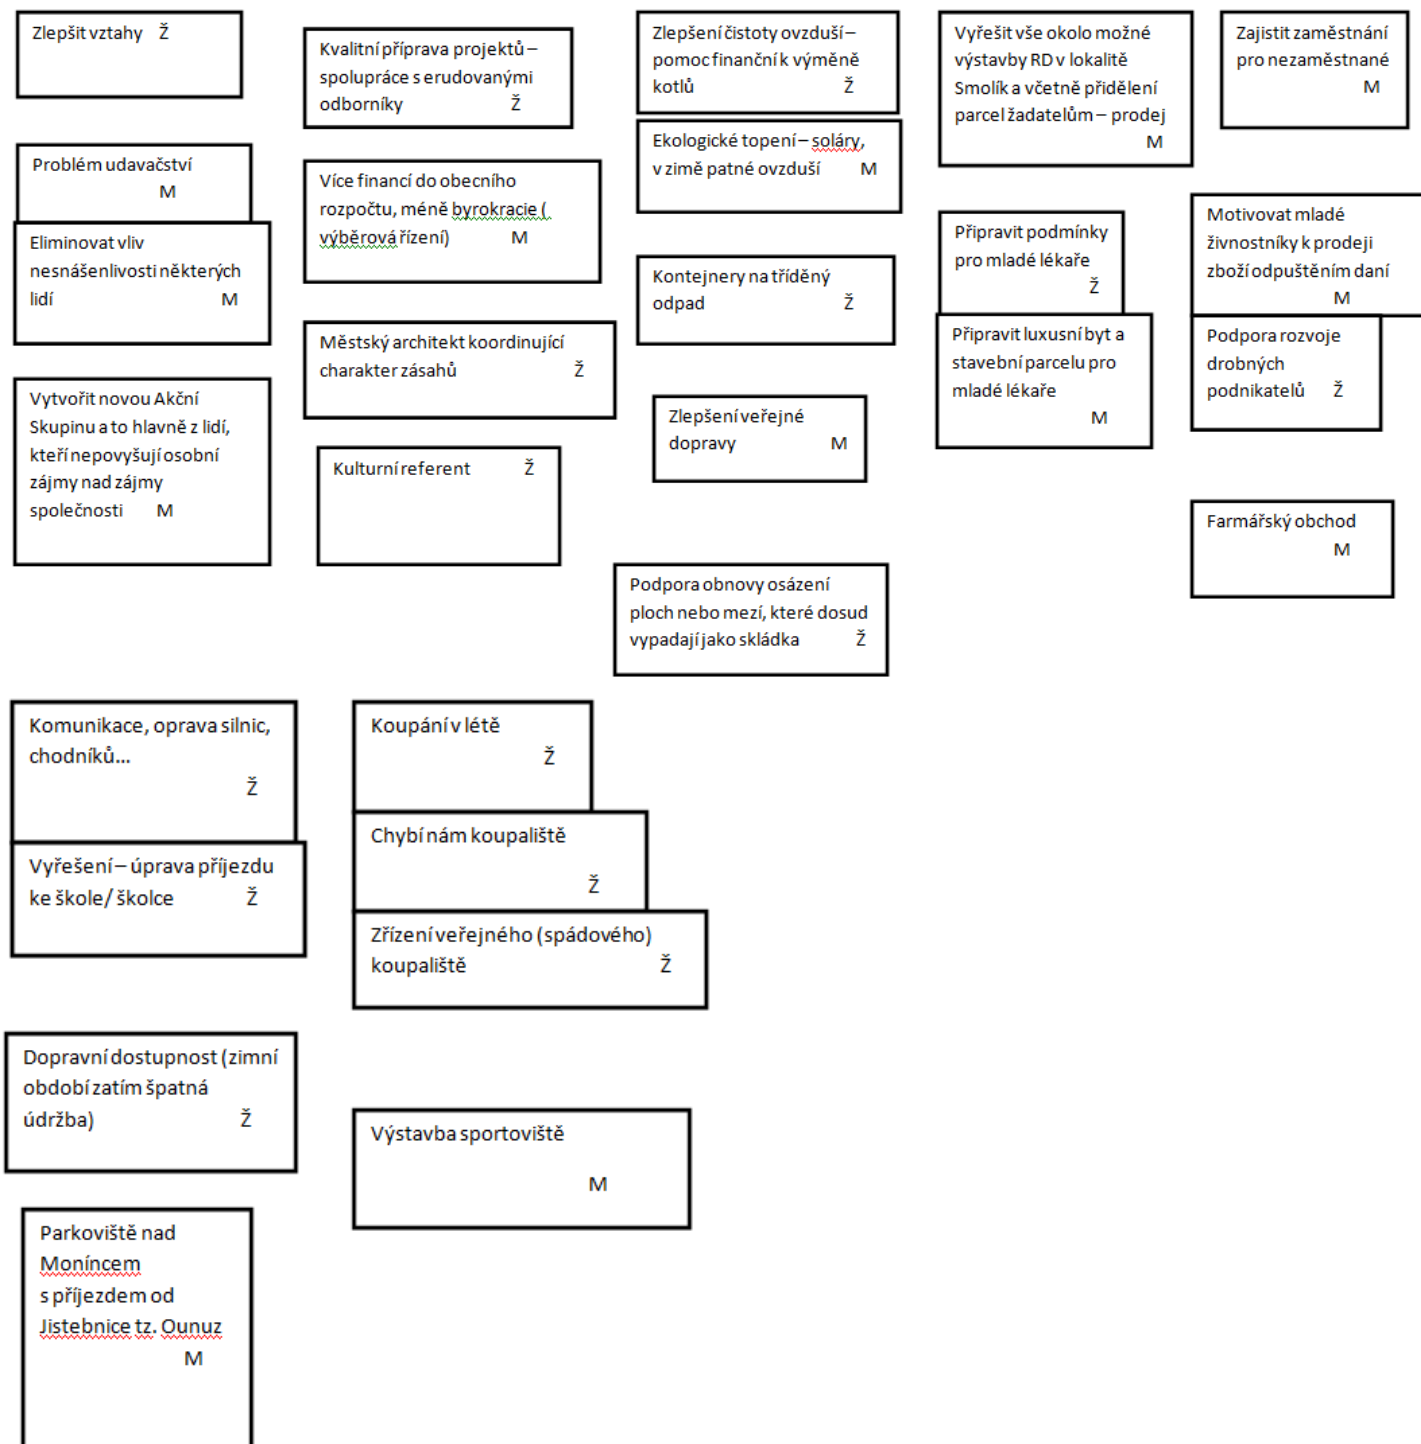 Zlepšit vztahy Ž
Problém udavačství
M
Eliminovat vliv
nesnášenlivosti některých
lidí M
Vytvořit novou Akční
Skupinu a to hlavně z lidí,
kteří nepovyšují osobní
zájmy nad zájmy
společnosti M
Kvalitní příprava projektů –
spolupráce s erudovanými
odborníky Ž
Více financí do obecního
rozpočtu, méně byrokracie (
výběrová řízení) M
Městský architekt koordinující
charakter zásahů Ž
Kulturní referent Ž
Zlepšení čistoty ovzduší –
pomoc finanční k výměně
kotlů Ž
Ekologické topení – soláry,
v zimě patné ovzduší M
Kontejnery na tříděný
odpad Ž
Zlepšení veřejné
dopravy M
Podpora obnovy osázení
ploch nebo mezí, které dosud
vypadají jako skládka Ž
Vyřešit vše okolo možné
výstavby RD v lokalitě
Smolík a včetně přidělení
parcel žadatelům – prodej
M
Připravit podmínky
pro mladé lékaře
Ž
Připravit luxusní byt a
stavební parcelu pro
mladé lékaře
M
Zajistit zaměstnání
pro nezaměstnané
M
Motivovat mladé
živnostníky k prodeji
zboží odpuštěním daní
M
Podpora rozvoje
drobných
podnikatelů Ž
Farmářský obchod
M
Komunikace, oprava silnic,
chodníků...
Ž
Vyřešení – úprava příjezdu
ke škole/ školce Ž
Dopravní dostupnost (zimní
období zatím špatná
údržba) Ž
Parkoviště nad
Moníncem
s příjezdem od
Jistebnice tz. Ounuz
M
Koupání v létě
Ž
Chybí nám koupaliště
Ž
Zřízení veřejného (spádového)
koupaliště Ž
Výstavba sportoviště
M